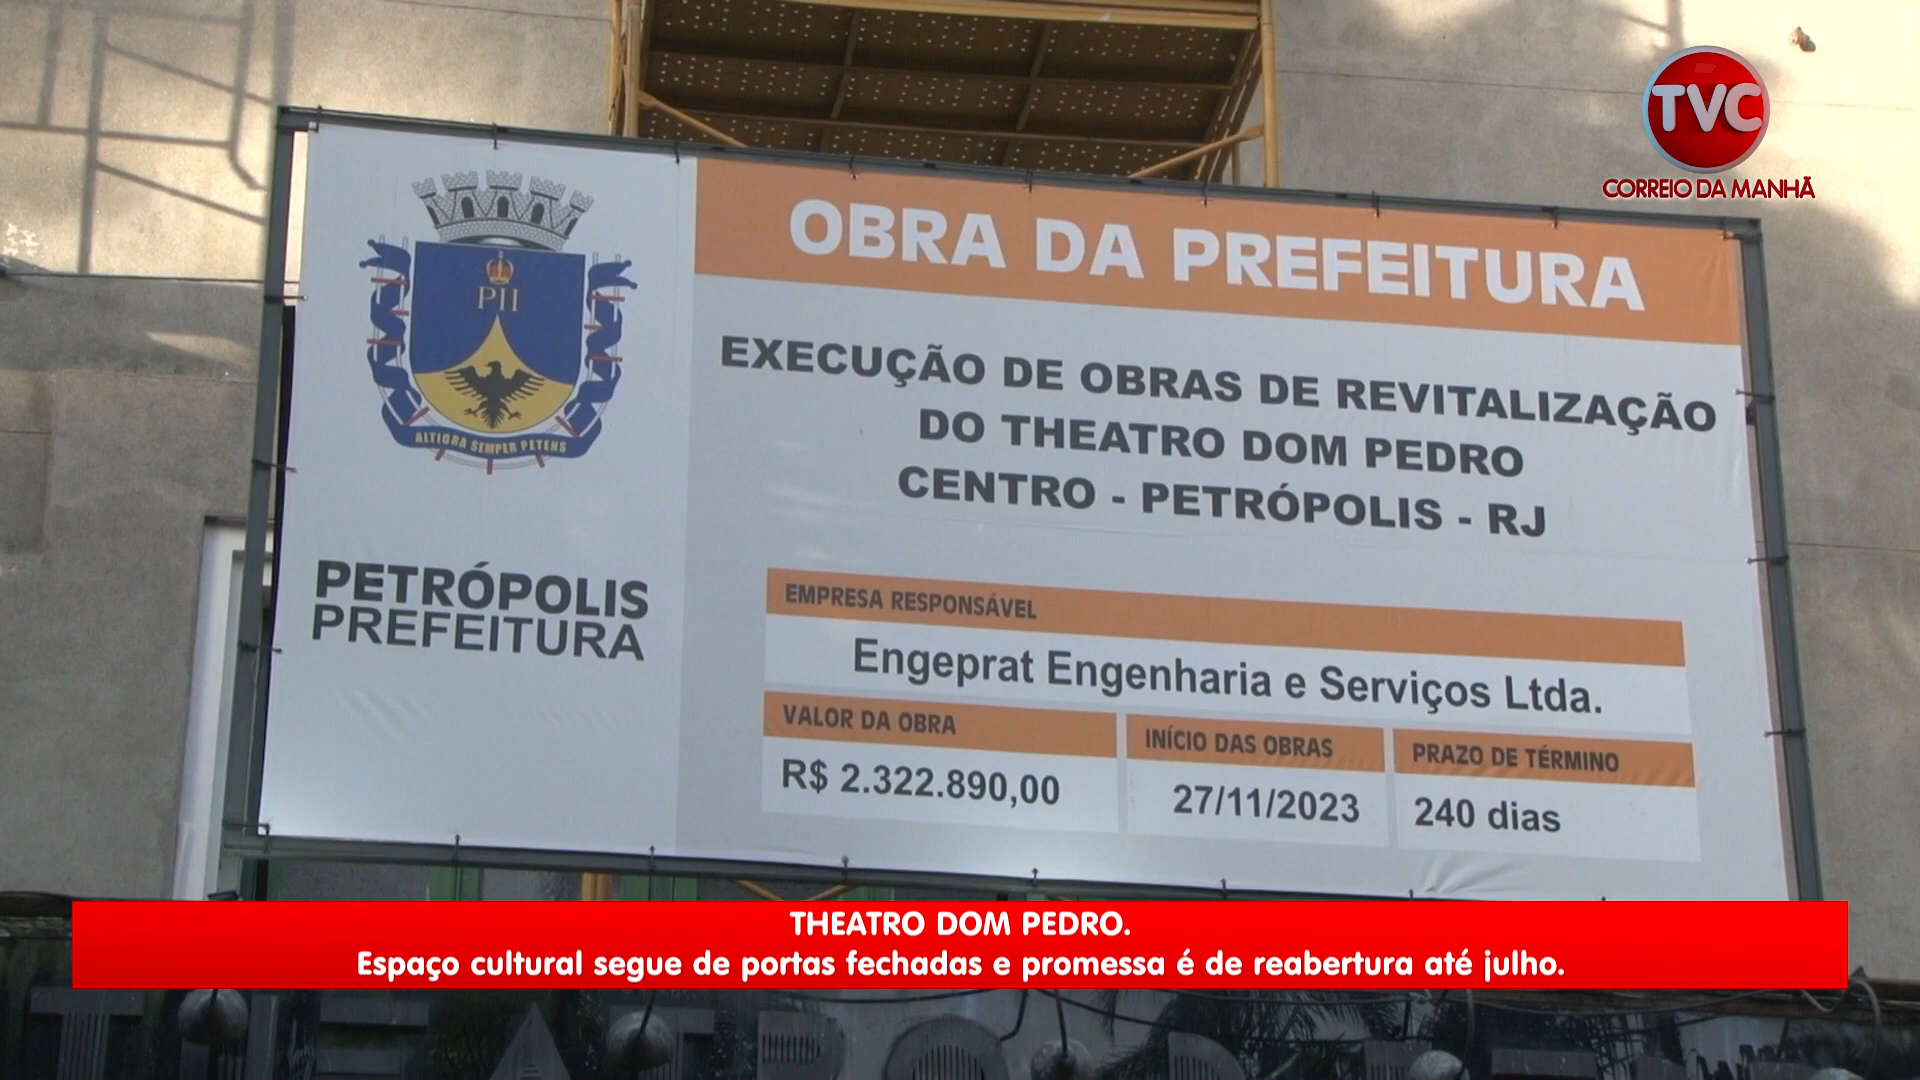 TVC
CORREIO DA MANHÃ
PII
ALTIORA SEMPER PETENS
PETRÓPOLIS
PREFEITURA
OBRA DA PREFEITURA
EXECUÇÃO DE OBRAS DE REVITALIZAÇÃO
DO THEATRO DOM PEDRO
CENTRO - PETRÓPOLIS - RJ
EMPRESA RESPONSÁVEL
Engeprat Engenharia e Serviços Ltda.
VALOR DA OBRA
R$ 2.322.890,00
INÍCIO DAS OBRAS
27/11/2023
PRAZO DE TÉRMINO
240 dias
THEATRO DOM PEDRO.
Espaço cultural segue de portas fechadas e promessa é de reabertura até julho.